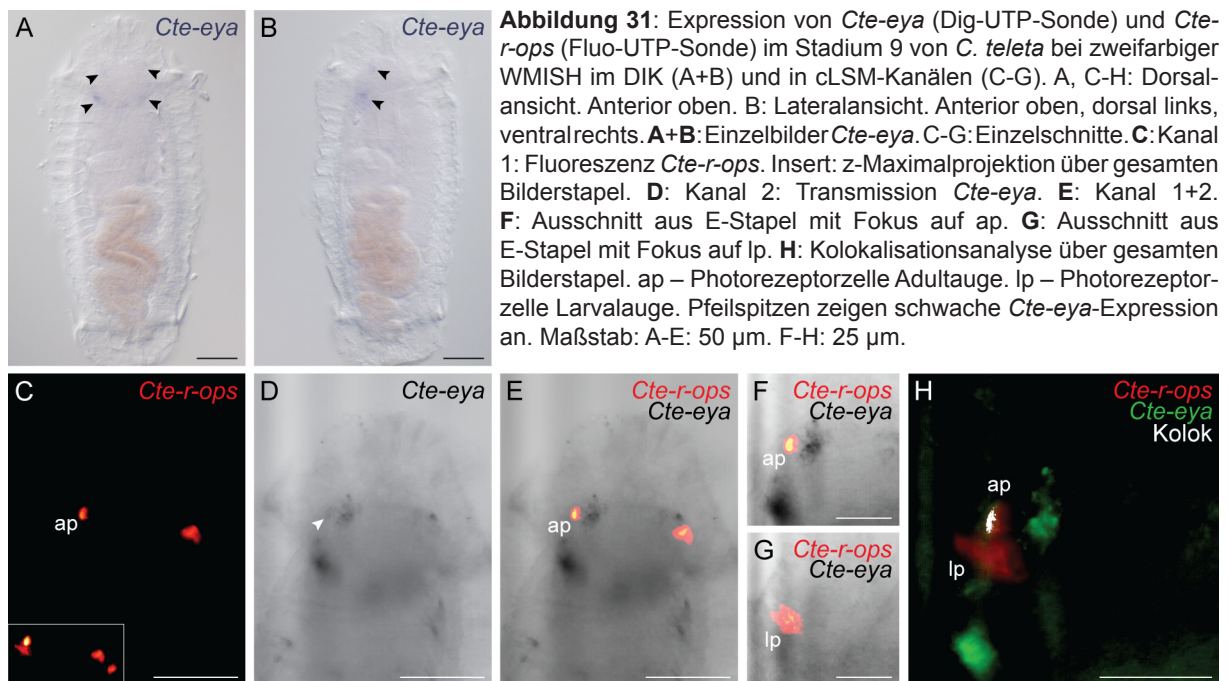 A
Cte-eya
B
Cte-eya
Abbildung 31: Expression von Cte-eya (Dig-UTP-Sonde) und Cte-
r-ops (Fluo-UTP-Sonde) im Stadium 9 von C. teleta bei zweifarbiger
WMISH im DIK (A+B) und in cLSM-Kanälen (C-G). A, C-H: Dorsal-
ansicht. Anterior oben. B: Lateralansicht. Anterior oben, dorsal links,
ventral rechts. A+B: Einzelbilder Cte-eya. C-G: Einzelschnitte. C: Kanal
1: Fluoreszenz Cte-r-ops. Insert: z-Maximalprojektion über gesamten
Bilderstapel. D: Kanal 2: Transmission Cte-eya. E: Kanal 1+2.
F: Ausschnitt aus E-Stapel mit Fokus auf ap. G: Ausschnitt aus
E-Stapel mit Fokus auf lp. H: Kolokalisationsanalyse über gesamten
Bilderstapel. ap – Photorezeptorzelle Adultauge. lp – Photorezeptor-
zelle Larvalauge. Pfeilspitzen zeigen schwache Cte-eya-Expression
an. Maßstab: A-E: 50 µm. F-H: 25 µm.
C
Cte-r-ops
ap
D
Cte-eya
E
Cte-r-ops
Cte-eya
ap
F
Cte-r-ops
Cte-eya
ap
G
Cte-r-ops
Cte-eya
lp
H
Cte-r-ops
Cte-eya
Kolok
ap
lp